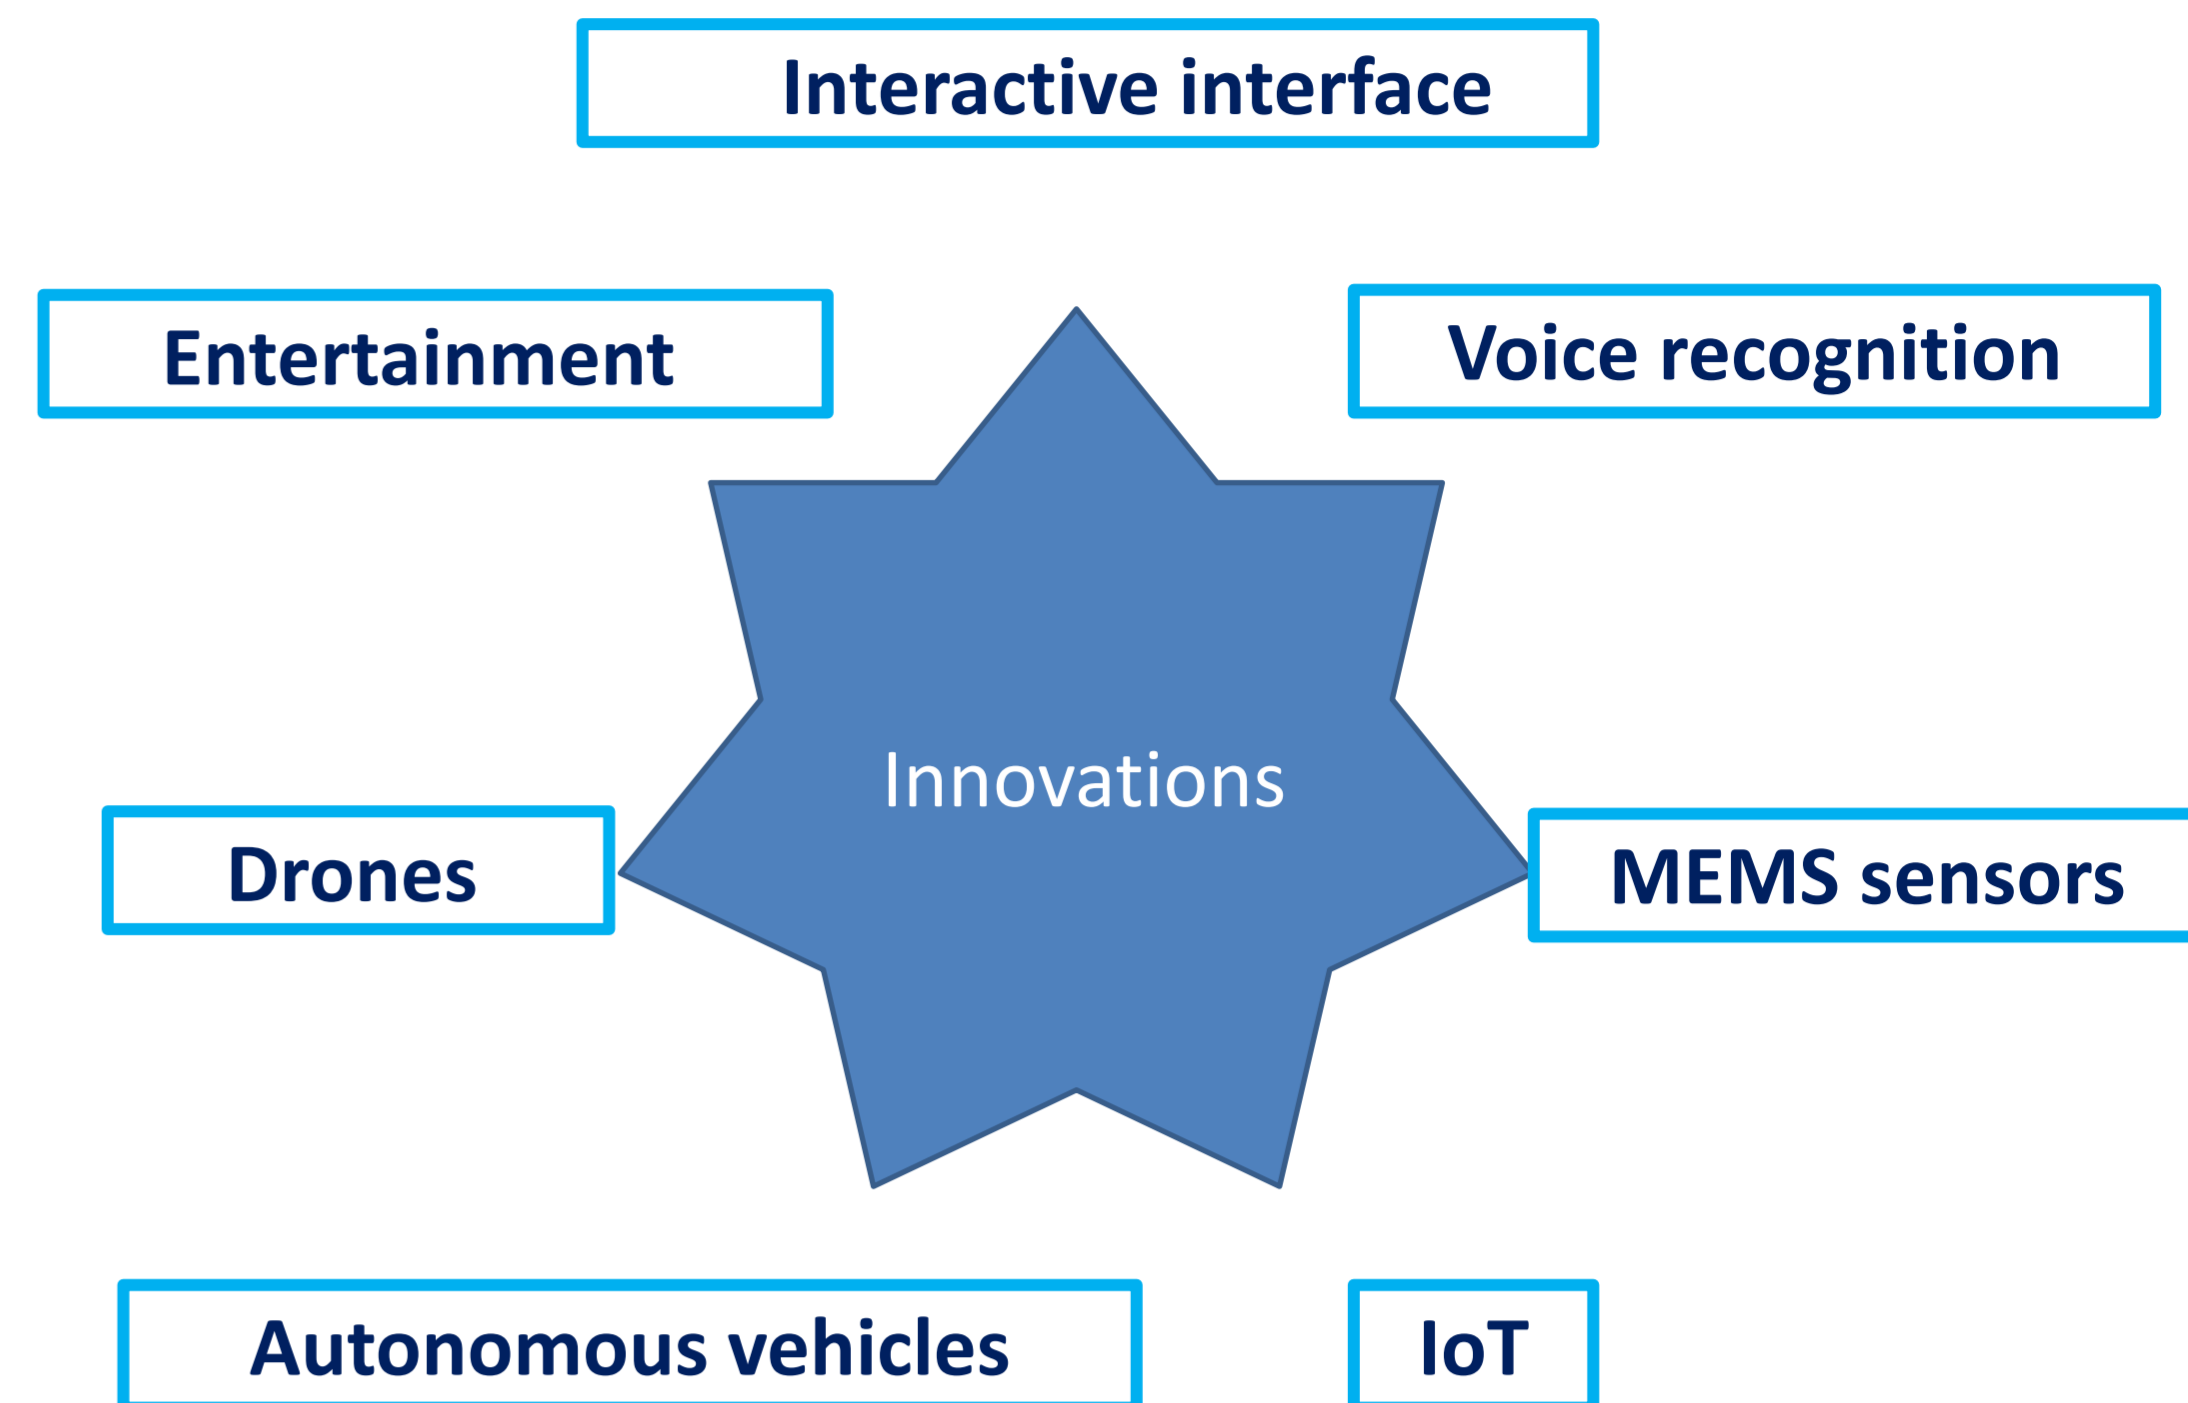 Interactive interface
Entertainment
Voice recognition
Innovations
Drones
MEMS sensors
Autonomous vehicles
IoT